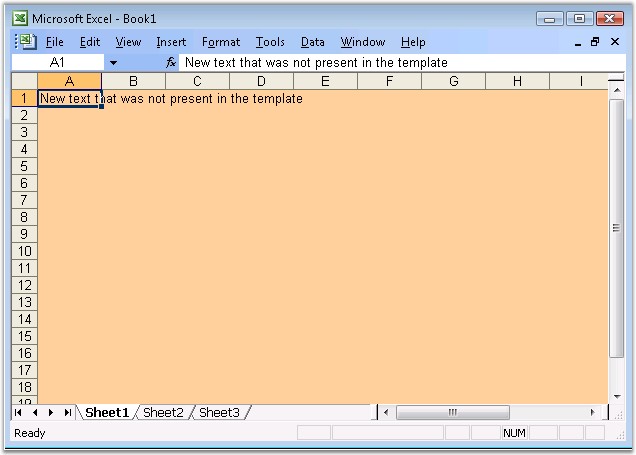 Microsoft Excel - Book1
File Edit View Insert Format Tools Data Window Help
A1 fx New text that was not present in the template
A B C D E F G H I
1 New text that was not present in the template
2
3
4
5
6
7
8
9
10
11
12
13
14
15
16
17
18
19
Sheet1 Sheet2 Sheet3
Ready NUM